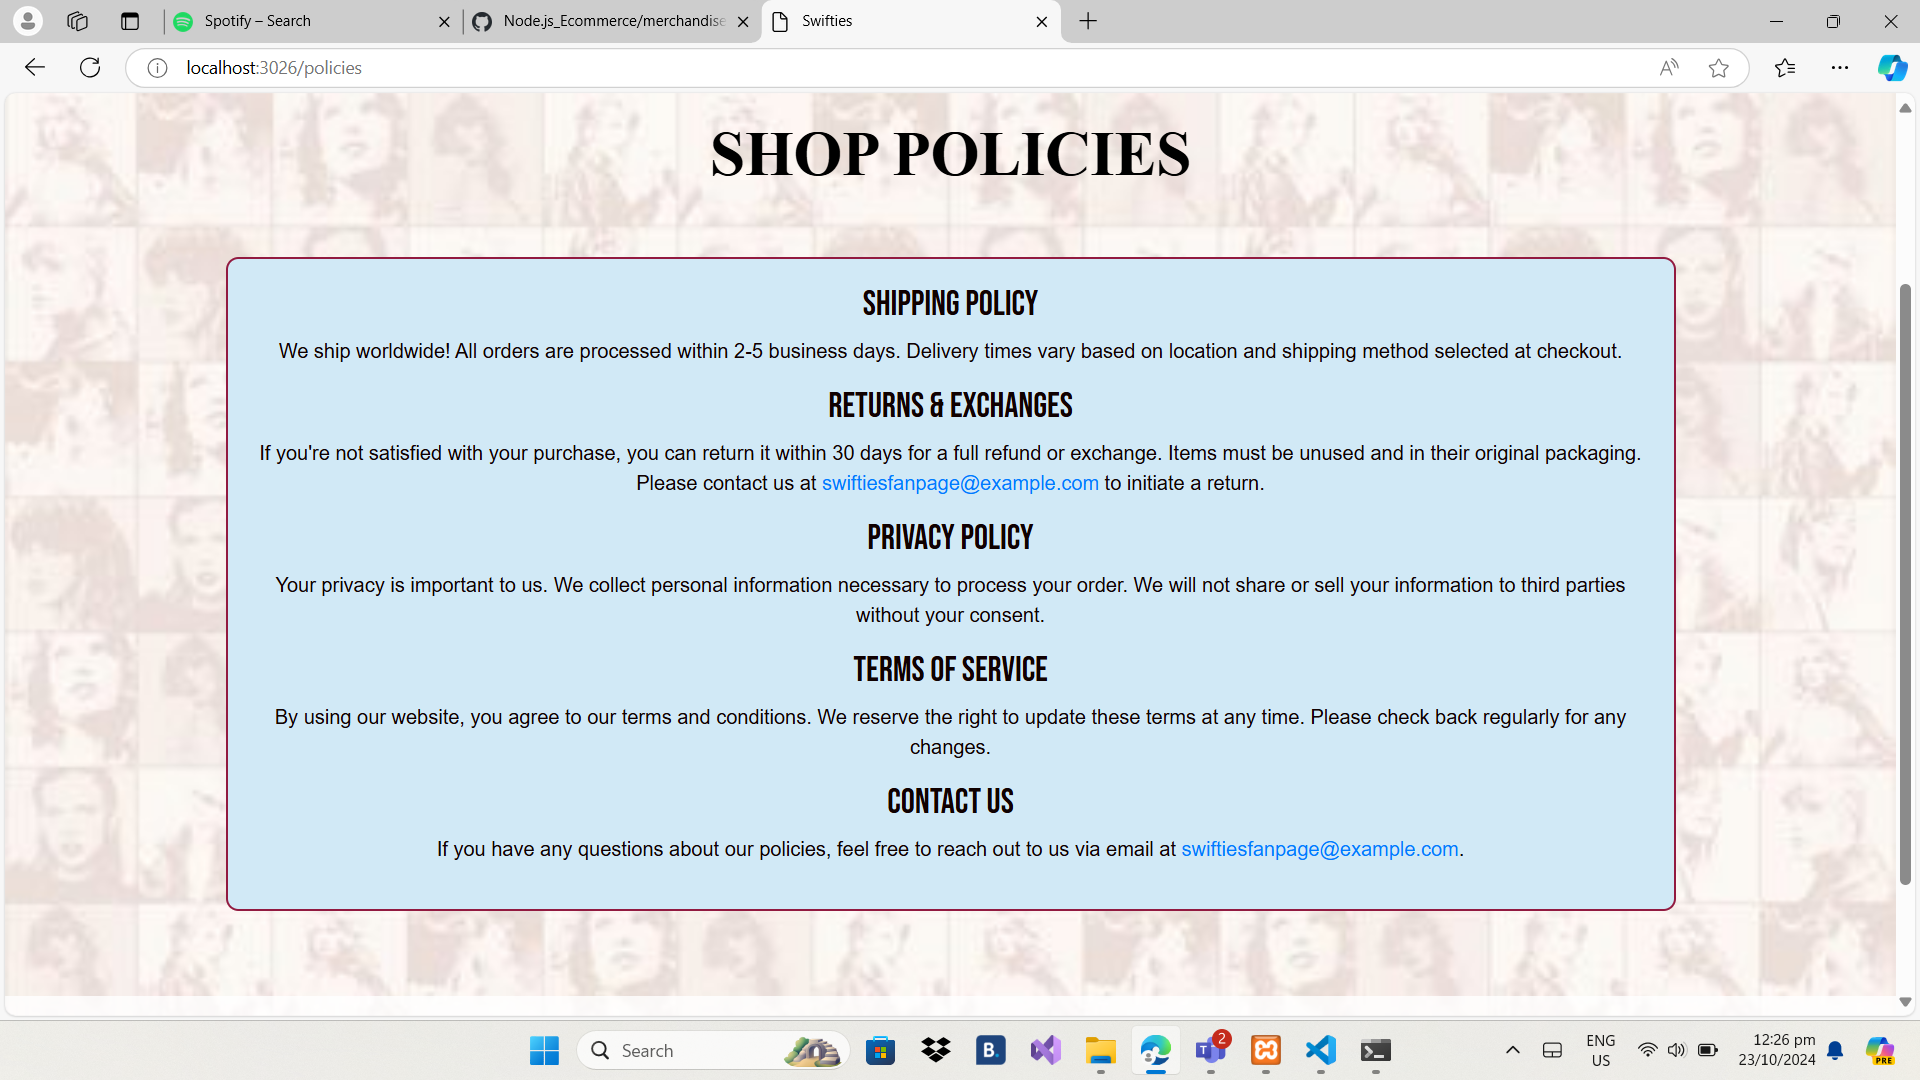 Spotify – Search
Node.js_Ecommerce/merchandise
Swifties
localhost:3026/policies
SHOP POLICIES
SHIPPING POLICY
We ship worldwide! All orders are processed within 2-5 business days. Delivery times vary based on location and shipping method selected at checkout.
RETURNS & EXCHANGES
If you're not satisfied with your purchase, you can return it within 30 days for a full refund or exchange. Items must be unused and in their original packaging.
Please contact us at swiftiesfanpage@example.com to initiate a return.
PRIVACY POLICY
Your privacy is important to us. We collect personal information necessary to process your order. We will not share or sell your information to third parties
without your consent.
TERMS OF SERVICE
By using our website, you agree to our terms and conditions. We reserve the right to update these terms at any time. Please check back regularly for any
changes.
CONTACT US
If you have any questions about our policies, feel free to reach out to us via email at swiftiesfanpage@example.com.
Search
B.
2
ENG
US
12:26 pm
23/10/2024
PRE